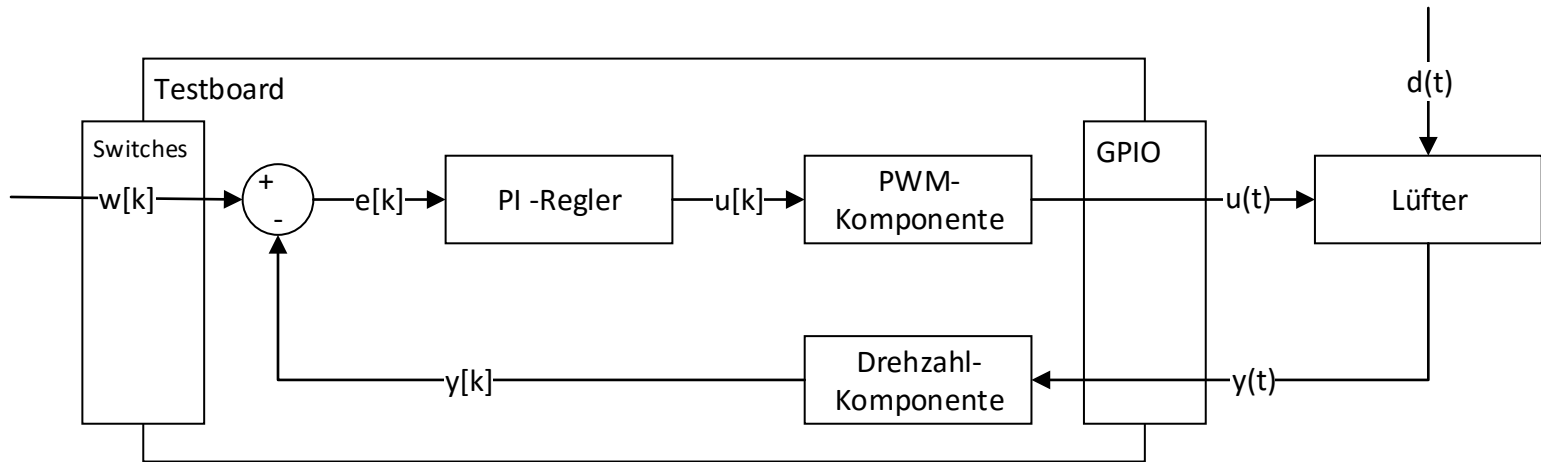 Testboard
d(t)
Switches
GPIO
w[k]
+
-
e[k]
PI -Regler
u[k]
PWM-
Komponente
u(t)
Lüfter
y[k]
Drehzahl-
Komponente
y(t)